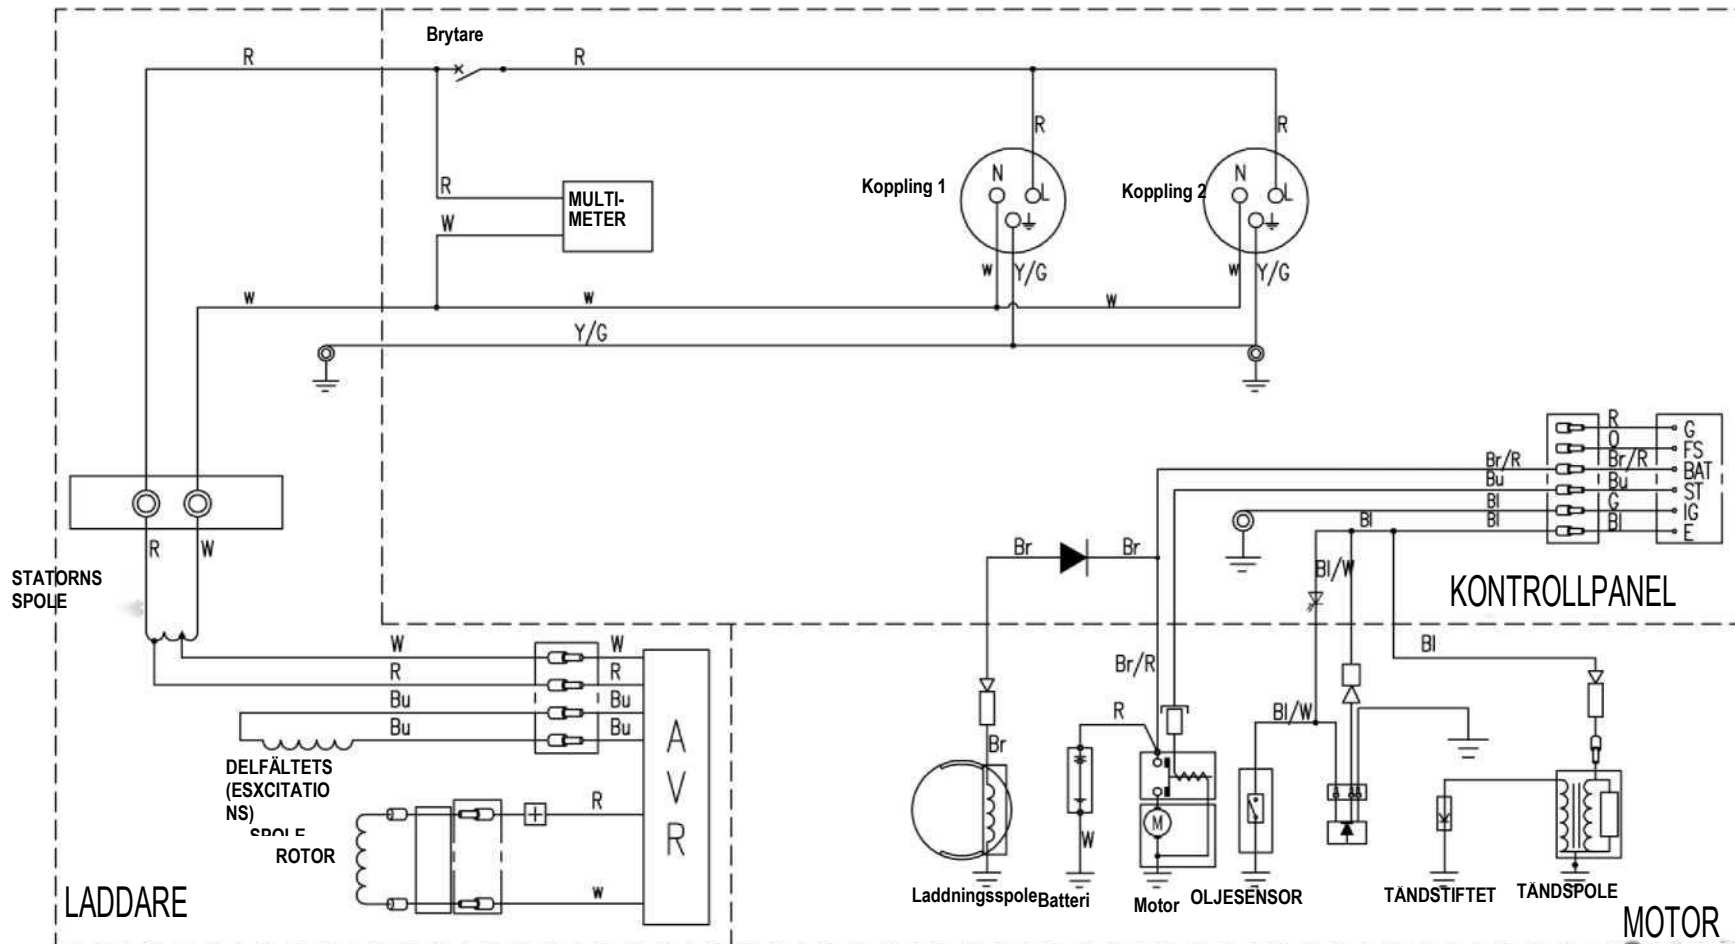 Brytare
R
R
R
R
Koppling 1
N
L
Koppling 2
N
L
R
MULTI-
METER
W
W
Y/G
W
Y/G
W
W
W
Y/G
R
W
STATORNS
SPOLE
R
G
O
FS
Br/R
Br/R
BAT
Bu
Bu
ST
Bl
G
IG
Bl
Bl
Bl
E
Br
Br
Bl/W
KONTROLLPANEL
W
W
R
R
Bu
Bu
Bu
Bu
A
V
R
DELFÄLTETS
(ESXCITATIO
NS)
SPOLE
ROTOR
R
W
LADDARE
Br/R
R
Br
W
Bl/W
Bl
M
Laddningsspole
Batteri
Motor
OLJESENSOR
TÄNDSTIFTET
TÄNDSPOLE
MOTOR